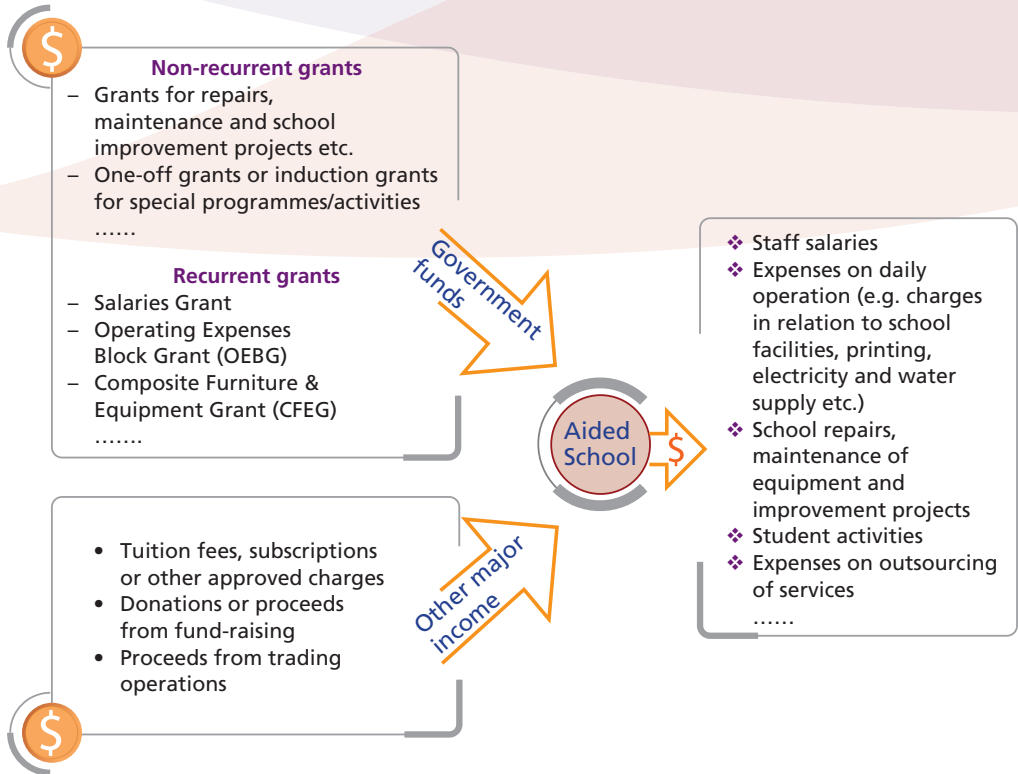 $
Non-recurrent grants
– Grants for repairs,
maintenance and school
improvement projects etc.
– One-off grants or induction grants
for special programmes/activities
......
Recurrent grants
– Salaries Grant
– Operating Expenses
Block Grant (OEBG)
– Composite Furniture &
Equipment Grant (CFEG)
.......
Government
funds
• Tuition fees, subscriptions
or other approved charges
• Donations or proceeds
from fund-raising
• Proceeds from trading
operations
$
Other major
income
Aided
School
$
❖ Staff salaries
❖ Expenses on daily
operation (e.g. charges
in relation to school
facilities, printing,
electricity and water
supply etc.)
❖ School repairs,
maintenance of
equipment and
improvement projects
❖ Student activities
❖ Expenses on outsourcing
of services
......